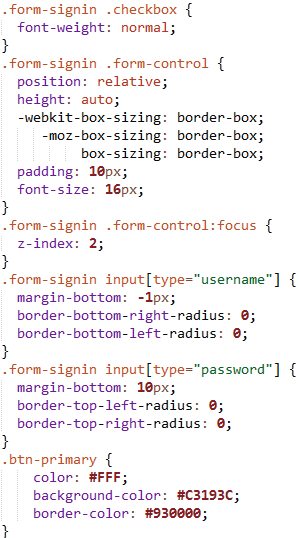 .form-signin .checkbox {
  font-weight: normal;
}
.form-signin .form-control {
  position: relative;
  height: auto;
  -webkit-box-sizing: border-box;
     -moz-box-sizing: border-box;
          box-sizing: border-box;
  padding: 10px;
  font-size: 16px;
}
.form-signin .form-control:focus {
  z-index: 2;
}
.form-signin input[type="username"] {
  margin-bottom: -1px;
  border-bottom-right-radius: 0;
  border-bottom-left-radius: 0;
}
.form-signin input[type="password"] {
  margin-bottom: 10px;
  border-top-left-radius: 0;
  border-top-right-radius: 0;
}
.btn-primary {
    color: #FFF;
    background-color: #C3193C;
    border-color: #930000;
}